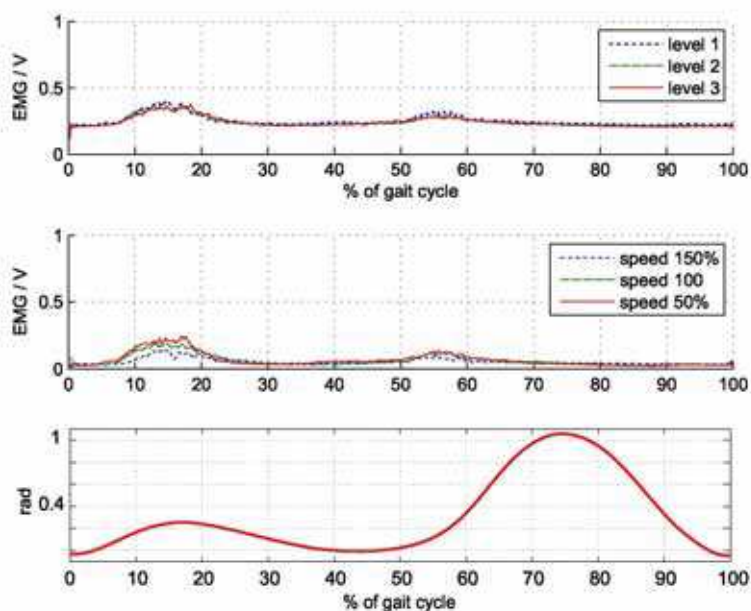 1
level 1
EMG / V
0.5
level 2
level 3
0
0 10 20 30 40 50 60 70 80 90 100
% of gait cycle
1
speed 150%
EMG / V
0.5
speed 100
speed 50%
0
0 10 20 30 40 50 60 70 80 90 100
1
rad
0.4
0 10 20 30 40 50 60 70 80 90 100
% of gait cycle